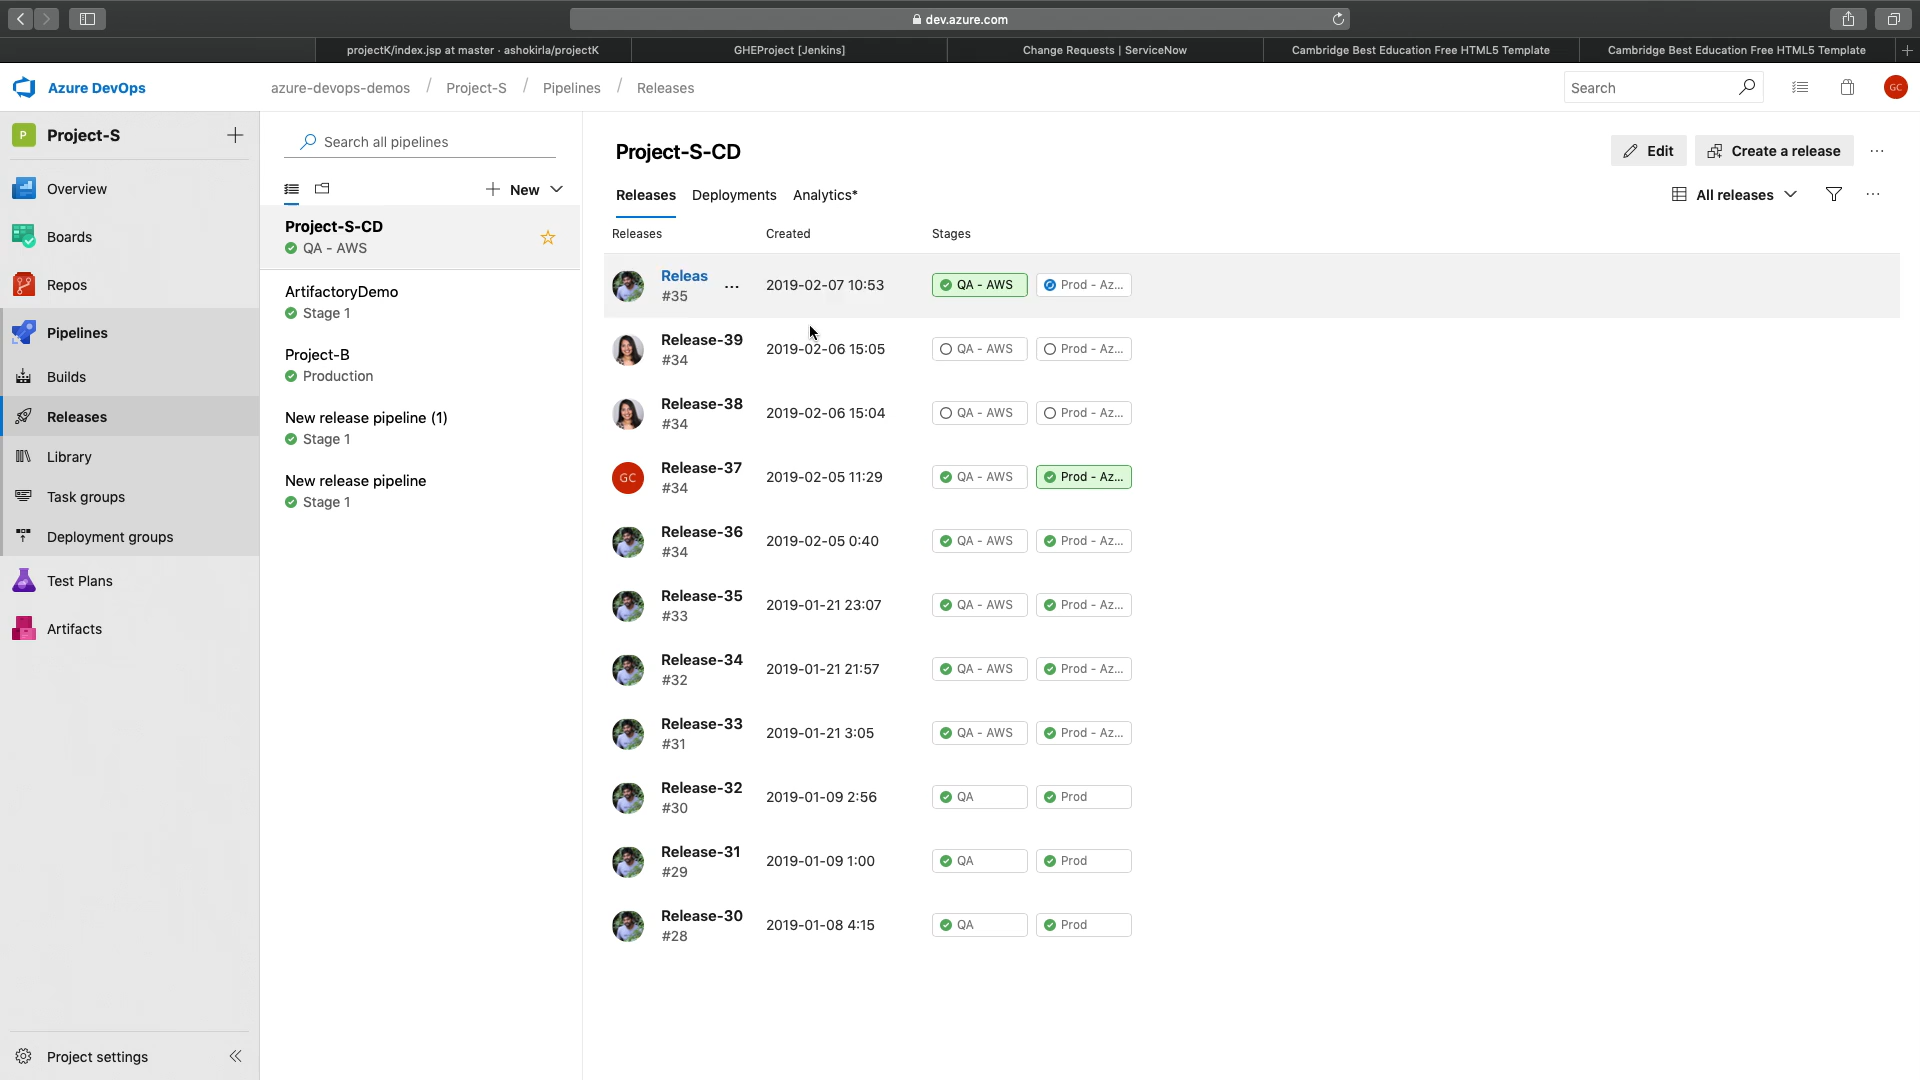 dev.azure.com
projectK/index.jsp at master · ashokirla/projectK
GHEProject [Jenkins]
Change Requests | ServiceNow
Cambridge Best Education Free HTML5 Template
Cambridge Best Education Free HTML5 Template
Azure DevOps
azure-devops-demos / Project-S / Pipelines / Releases
Search
GC
P
Project-S
Overview
Boards
Repos
Pipelines
Builds
Releases
Library
Task groups
Deployment groups
Test Plans
Artifacts
Project settings
Search all pipelines
New
Project-S-CD
QA - AWS
ArtifactoryDemo
Stage 1
Project-B
Production
New release pipeline (1)
Stage 1
New release pipeline
Stage 1
Project-S-CD
Edit
Create a release
Releases Deployments Analytics*
All releases
Releases Created Stages
Releas 2019-02-07 10:53 QA - AWS Prod - Az...
#35
Release-39 2019-02-06 15:05 QA - AWS Prod - Az...
#34
Release-38 2019-02-06 15:04 QA - AWS Prod - Az...
#34
GC Release-37 2019-02-05 11:29 QA - AWS Prod - Az...
#34
Release-36 2019-02-05 0:40 QA - AWS Prod - Az...
#34
Release-35 2019-01-21 23:07 QA - AWS Prod - Az...
#33
Release-34 2019-01-21 21:57 QA - AWS Prod - Az...
#32
Release-33 2019-01-21 3:05 QA - AWS Prod - Az...
#31
Release-32 2019-01-09 2:56 QA Prod
#30
Release-31 2019-01-09 1:00 QA Prod
#29
Release-30 2019-01-08 4:15 QA Prod
#28